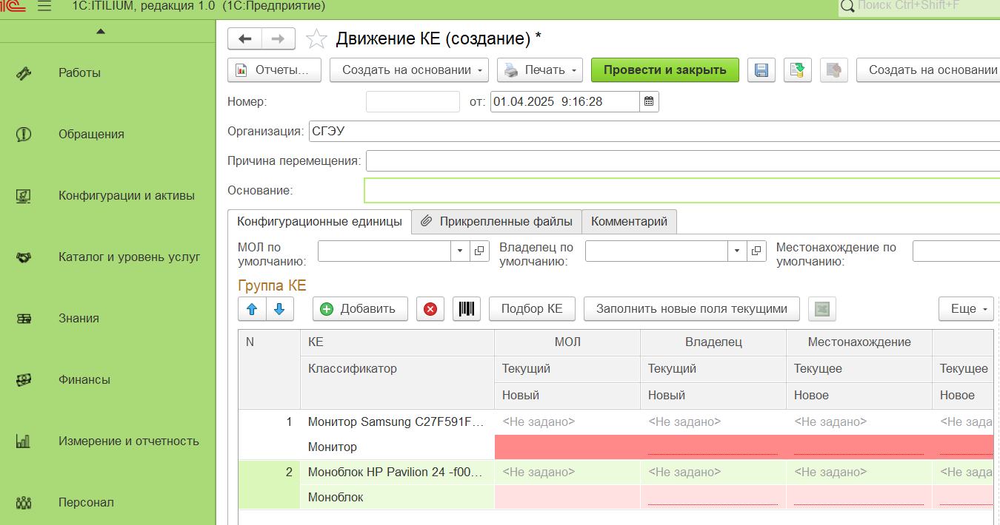 1С:ITILIUM, редакция 1.0 (1С:Предприятие)
Поиск Ctrl+Shift+F
Работы
Обращения
Конфигурации и активы
Каталог и уровень услуг
Знания
Финансы
Измерение и отчетность
Персонал
Движение КЕ (создание) *
Отчеты...
Создать на основании
Печать
Провести и закрыть
Создать на основании
Номер:
от: 01.04.2025 9:16:28
Организация: СГЭУ
Причина перемещения:
Основание:
Конфигурационные единицы
Прикрепленные файлы
Комментарий
МОЛ по
умолчанию:
Владелец по
умолчанию:
Местонахождение по
умолчанию:
Группа КЕ
Добавить
Подбор КЕ
Заполнить новые поля текущими
Еще
N КЕ МОЛ Владелец Местонахождение
Классификатор Текущий Текущий Текущее Текущее
Новый Новый Новое Новое
1 Монитор Samsung C27F591F... <Не задано> <Не задано> <Не задано> <Не зада
Монитор
2 Моноблок HP Pavilion 24 -f00... <Не задано> <Не задано> <Не задано> <Не зада
Моноблок